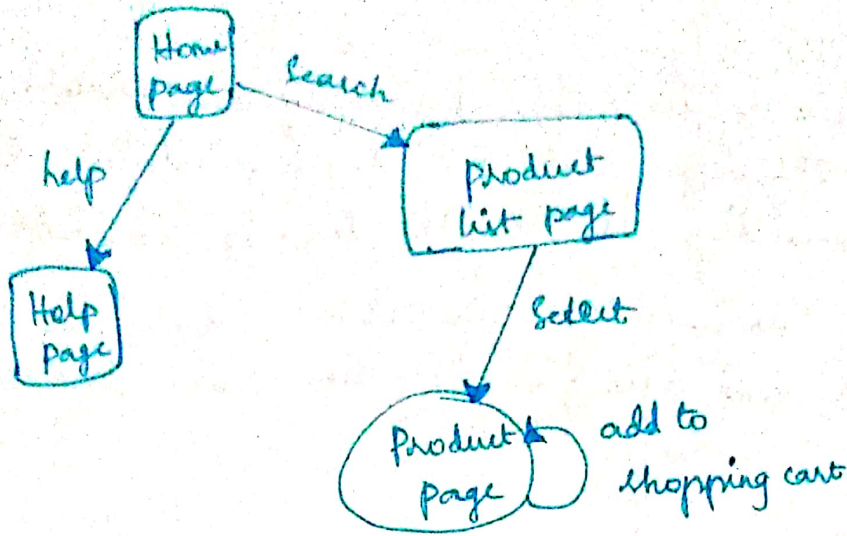 Home
page
Search
help
product
list page
Help
page
Select
Product
page
add to
shopping cart